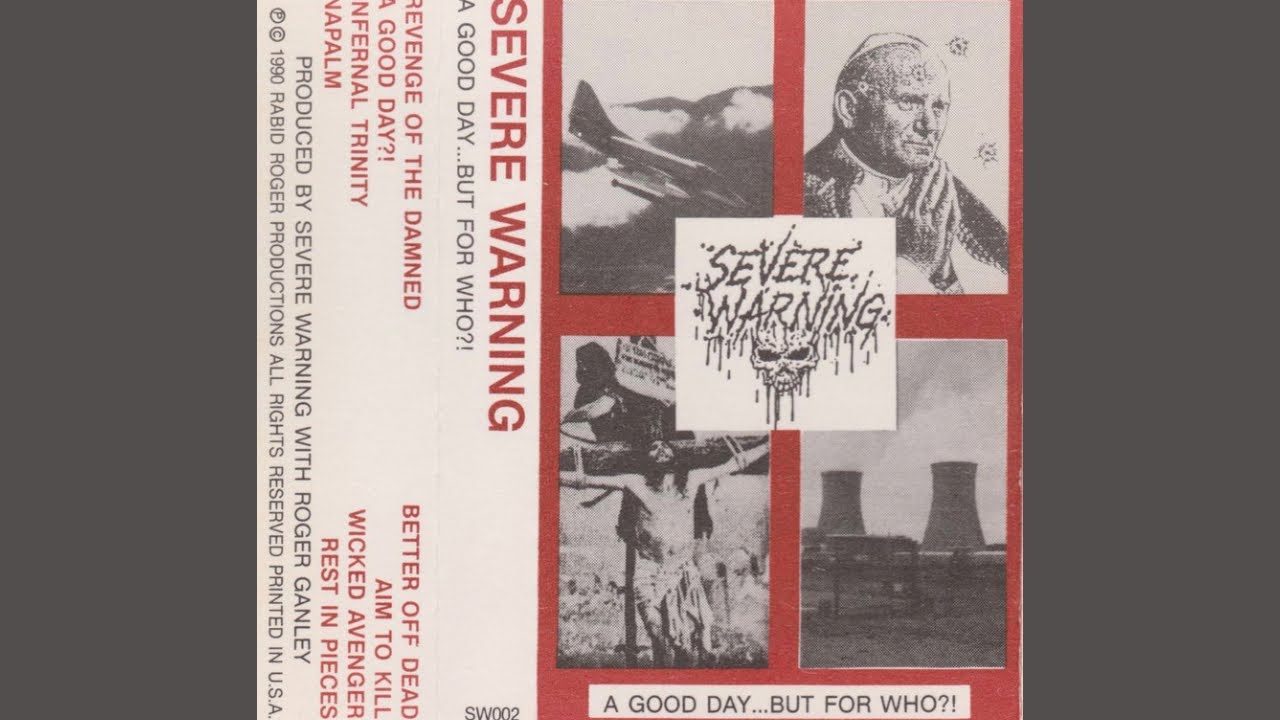 SEVERE WARNING
A GOOD DAY...BUT FOR WHO?!
REVENGE OF THE DAMNED
A GOOD DAY?!
INFERNAL TRINITY
NAPALM
BETTER OFF DEAD
AIM TO KILL
WICKED AVENGER
REST IN PIECES
PRODUCED BY SEVERE WARNING WITH ROGER GANLEY
℗ © 1990 RABID ROGER PRODUCTIONS ALL RIGHTS RESERVED PRINTED IN U.S.A.
SW002
SEVERE
WARNING
A GOOD DAY...BUT FOR WHO?!